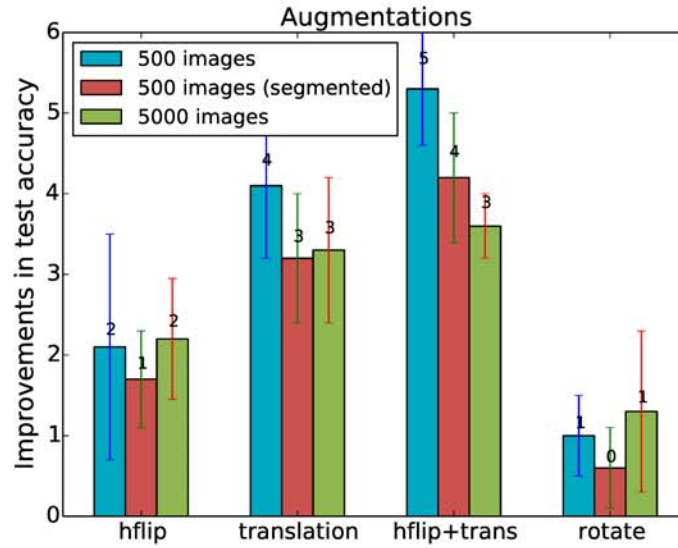 Augmentations
Improvements in test accuracy
6
5
4
3
2
1
0
500 images
500 images (segmented)
5000 images
2
1
2
4
3
3
5
4
3
1
0
1
hflip
translation
hflip+trans
rotate